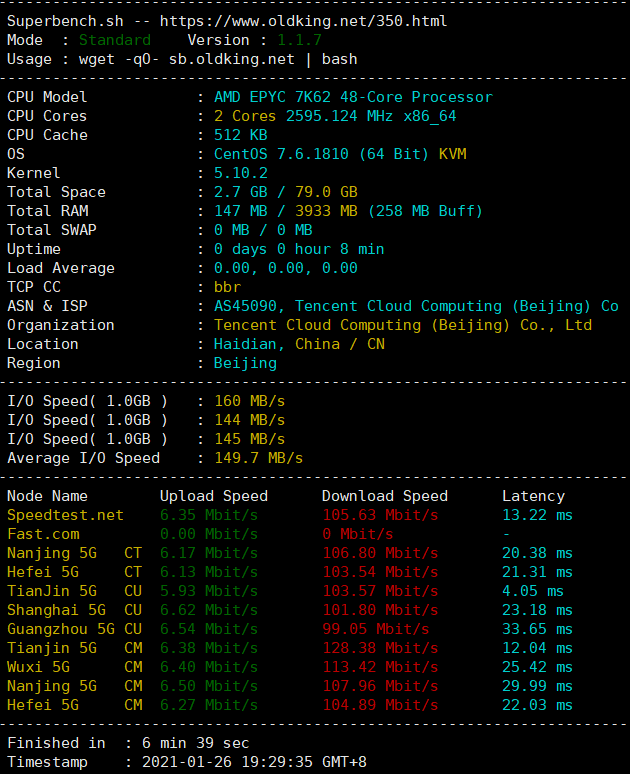 Superbench.sh -- https://www.oldking.net/350.html
Mode : Standard Version : 1.1.7
Usage : wget -qO- sb.oldking.net | bash
CPU Model : AMD EPYC 7K62 48-Core Processor
CPU Cores : 2 Cores 2595.124 MHz x86_64
CPU Cache : 512 KB
OS : CentOS 7.6.1810 (64 Bit) KVM
Kernel : 5.10.2
Total Space : 2.7 GB / 79.0 GB
Total RAM : 147 MB / 3933 MB (258 MB Buff)
Total SWAP : 0 MB / 0 MB
Uptime : 0 days 0 hour 8 min
Load Average : 0.00, 0.00, 0.00
TCP CC : bbr
ASN & ISP : AS45090, Tencent Cloud Computing (Beijing) Co
Organization : Tencent Cloud Computing (Beijing) Co., Ltd
Location : Haidian, China / CN
Region : Beijing
I/O Speed( 1.0GB ) : 160 MB/s
I/O Speed( 1.0GB ) : 144 MB/s
I/O Speed( 1.0GB ) : 145 MB/s
Average I/O Speed : 149.7 MB/s
Node Name Upload Speed Download Speed Latency
Speedtest.net 6.35 Mbit/s 105.63 Mbit/s 13.22 ms
Fast.com 0.00 Mbit/s 0 Mbit/s -
Nanjing 5G CT 6.17 Mbit/s 106.80 Mbit/s 20.38 ms
Hefei 5G CT 6.13 Mbit/s 103.54 Mbit/s 21.31 ms
TianJin 5G CU 5.93 Mbit/s 103.57 Mbit/s 4.05 ms
Shanghai 5G CU 6.62 Mbit/s 101.80 Mbit/s 23.18 ms
Guangzhou 5G CU 6.54 Mbit/s 99.05 Mbit/s 33.65 ms
Tianjin 5G CM 6.38 Mbit/s 128.38 Mbit/s 12.04 ms
Wuxi 5G CM 6.40 Mbit/s 113.42 Mbit/s 25.42 ms
Nanjing 5G CM 6.50 Mbit/s 107.96 Mbit/s 29.99 ms
Hefei 5G CM 6.27 Mbit/s 104.89 Mbit/s 22.03 ms
Finished in : 6 min 39 sec
Timestamp : 2021-01-26 19:29:35 GMT+8